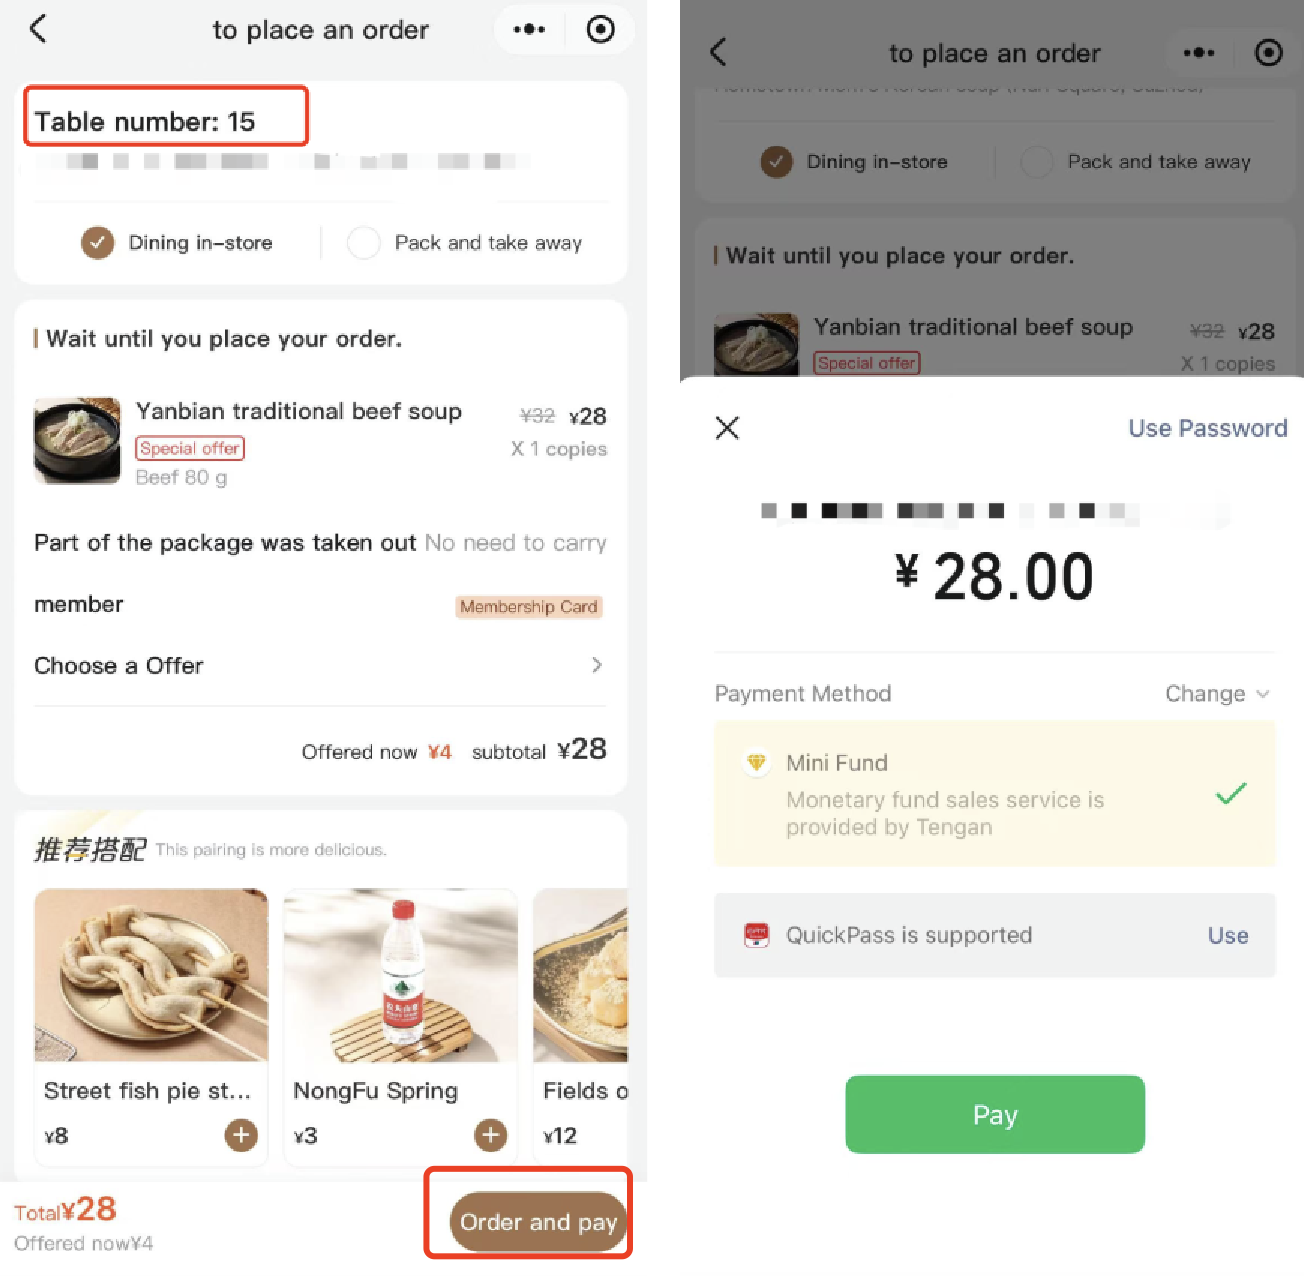 to place an order
Table number: 15
Dining in-store
Pack and take away
Wait until you place your order.
Yanbian traditional beef soup
¥32 ¥28
Special offer
X 1 copies
Beef 80 g
Part of the package was taken out No need to carry
member
Membership Card
Choose a Offer
Offered now ¥4 subtotal ¥28
推荐搭配 This pairing is more delicious.
Street fish pie st...
¥8
NongFu Spring
¥3
Fields o
¥12
Total¥28
Offered now¥4
Order and pay
to place an order
Dining in-store
Pack and take away
Wait until you place your order.
Yanbian traditional beef soup
¥32 ¥28
Special offer
X 1 copies
Use Password
¥ 28.00
Payment Method
Change
Mini Fund
Monetary fund sales service is
provided by Tengan
QuickPass is supported
Use
Pay